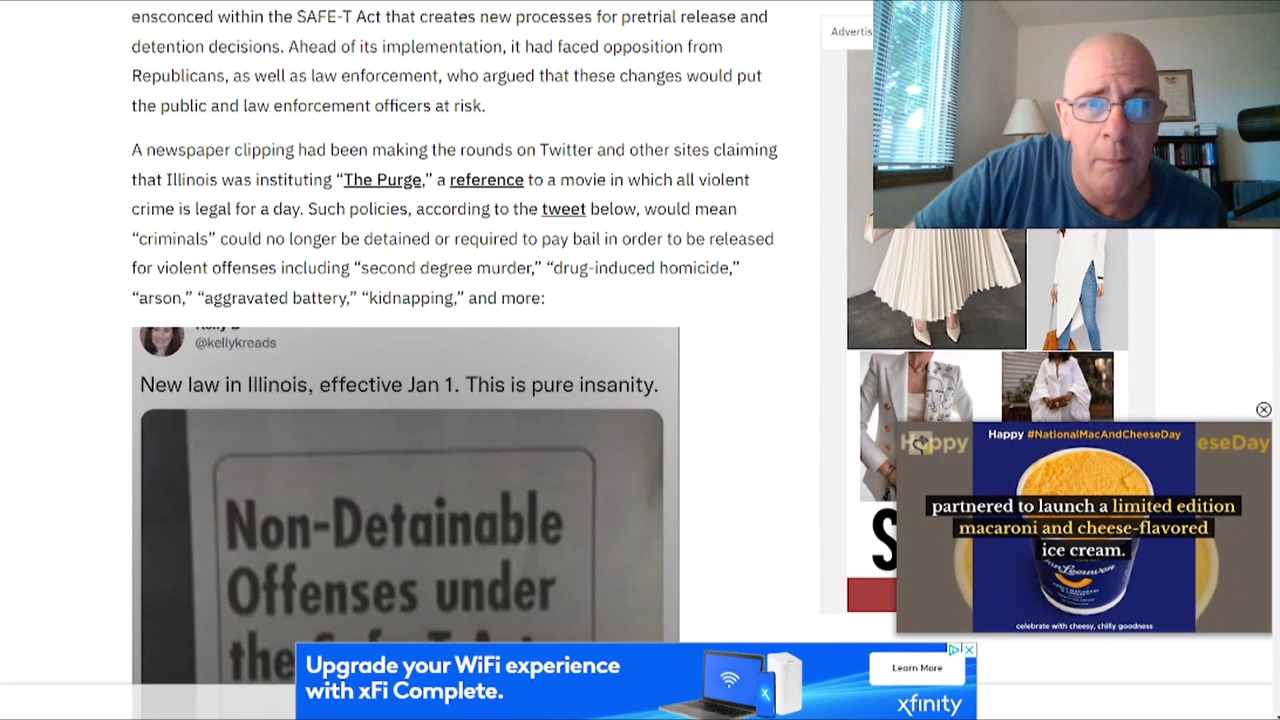 ensconced within the SAFE-T Act that creates new processes for pretrial release and
detention decisions. Ahead of its implementation, it had faced opposition from
Republicans, as well as law enforcement, who argued that these changes would put
the public and law enforcement officers at risk.
A newspaper clipping had been making the rounds on Twitter and other sites claiming
that Illinois was instituting “The Purge,” a reference to a movie in which all violent
crime is legal for a day. Such policies, according to the tweet below, would mean
“criminals” could no longer be detained or required to pay bail in order to be released
for violent offenses including “second degree murder,” “drug-induced homicide,”
“arson,” “aggravated battery,” “kidnapping,” and more:
@kellykreads
New law in Illinois, effective Jan 1. This is pure insanity.
Non-Detainable
Offenses under
the
Advertis
Happy
Happy #NationalMacAndCheeseDay
eseDay
partnered to launch a limited edition
macaroni and cheese-flavored
ice cream.
Van Leeuwen
celebrate with cheesy, chilly goodness
S
Upgrade your WiFi experience
with xFi Complete.
Learn More
xfinity